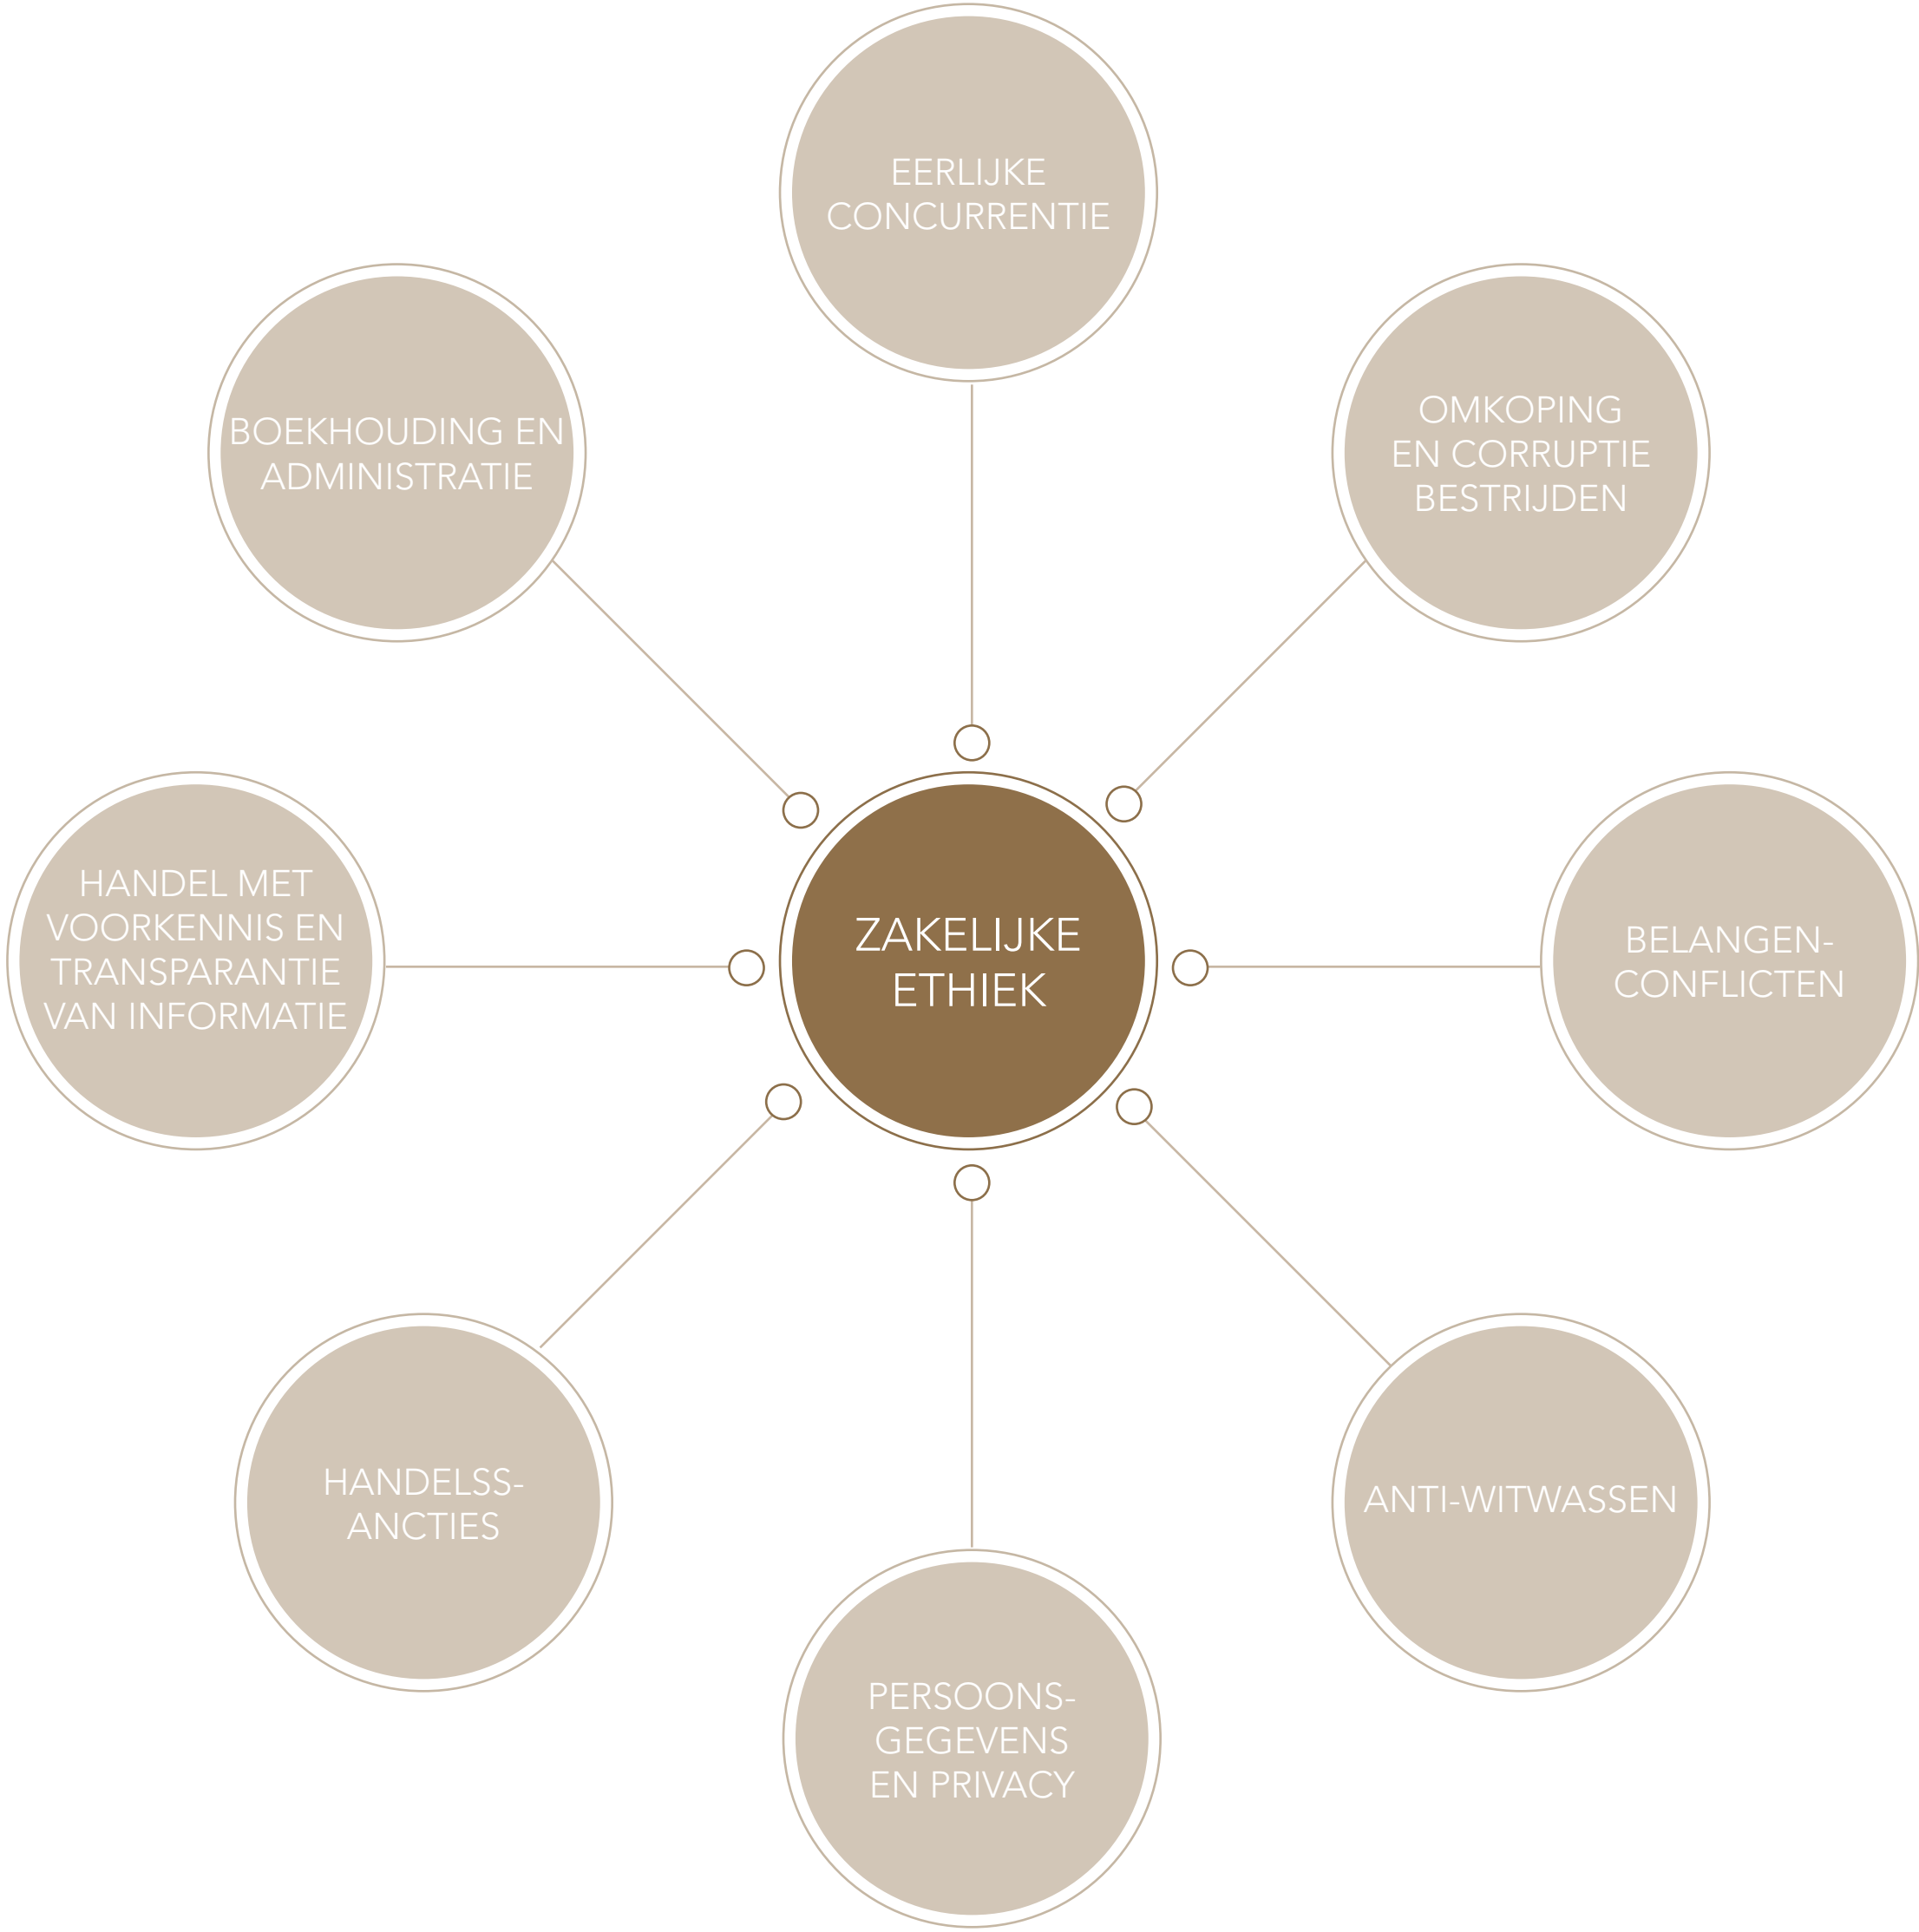 EERLIJKE
CONCURRENTIE
OMKOPING
EN CORRUPTIE
BESTRIJDEN
BOEKHOUDING EN
ADMINISTRATIE
HANDEL MET
VOORKENNIS EN
TRANSPARANTIE
VAN INFORMATIE
ZAKELIJKE
ETHIEK
BELANGEN-
CONFLICTEN
HANDELSS-
ANCTIES
ANTI-WITWASSEN
PERSOONS-
GEGEVENS
EN PRIVACY